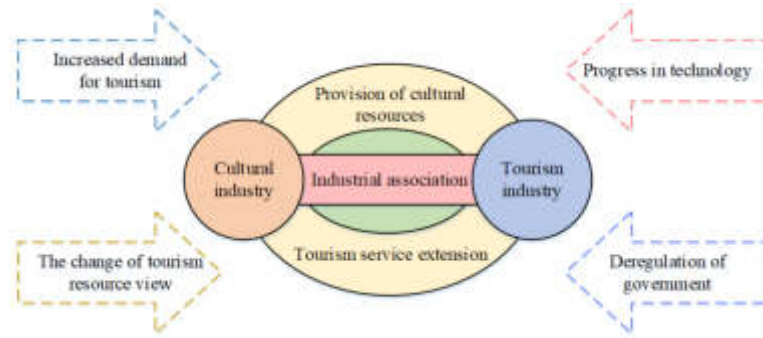 Increased demand
for tourism
Progress in technology
Provision of cultural
resources
Cultural
industry
Industrial association
Tourism
industry
The change of tourism
resource view
Tourism service extension
Deregulation of
government